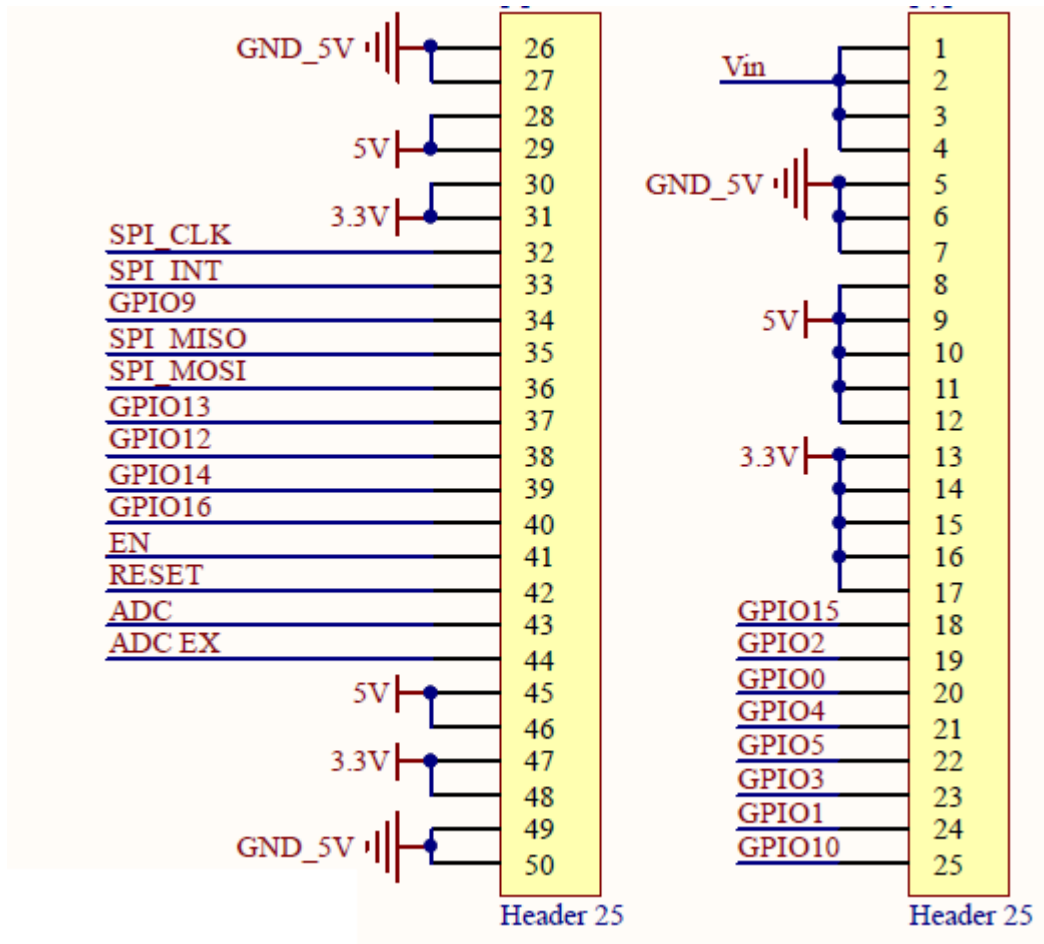 GND_5V
26
27
28
5V
29
30
3.3V
31
SPI_CLK
32
SPI_INT
33
GPIO9
34
SPI_MISO
35
SPI_MOSI
36
GPIO13
37
GPIO12
38
GPIO14
39
GPIO16
40
EN
41
RESET
42
ADC
43
ADC EX
44
5V
45
46
3.3V
47
48
49
GND_5V
50
Header 25
1
Vin
2
3
4
GND_5V
5
6
7
8
5V
9
10
11
12
3.3V
13
14
15
16
17
GPIO15
18
GPIO2
19
GPIO0
20
GPIO4
21
GPIO5
22
GPIO3
23
GPIO1
24
GPIO10
25
Header 25